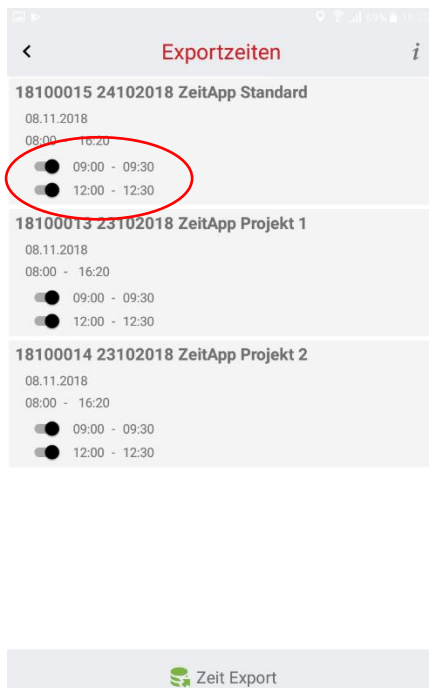 Exportzeiten
i
18100015 24102018 ZeitApp Standard
08.11.2018
08:00 - 16:20
09:00 - 09:30
12:00 - 12:30
18100013 23102018 ZeitApp Projekt 1
08.11.2018
08:00 - 16:20
09:00 - 09:30
12:00 - 12:30
18100014 23102018 ZeitApp Projekt 2
08.11.2018
08:00 - 16:20
09:00 - 09:30
12:00 - 12:30
Zeit Export